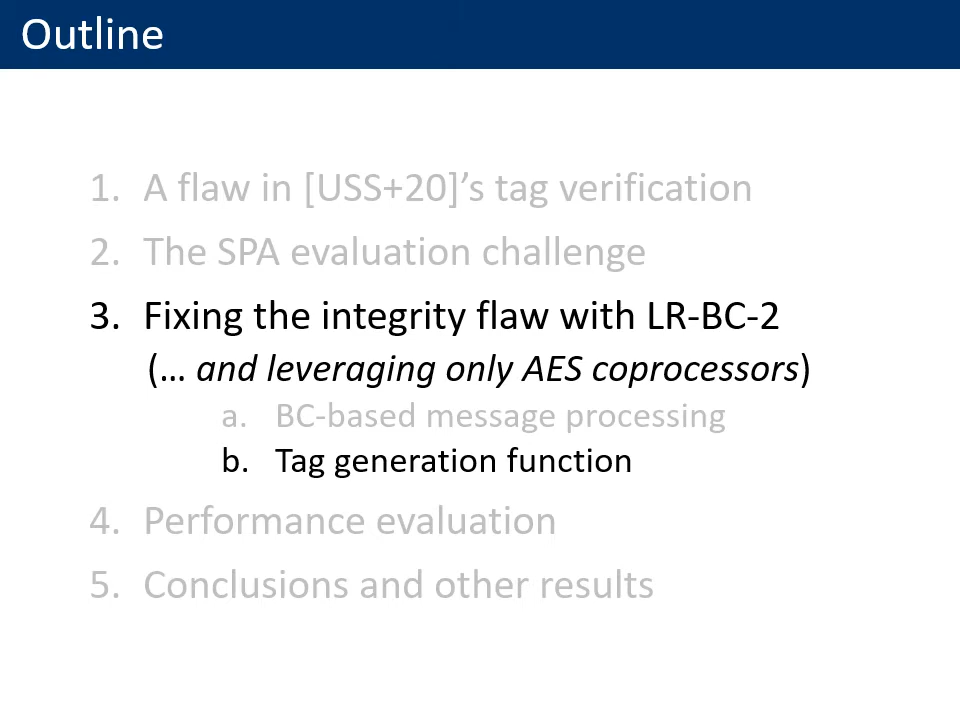 Outline
1. A flaw in [USS+20]’s tag verification
2. The SPA evaluation challenge
3. Fixing the integrity flaw with LR-BC-2
(… and leveraging only AES coprocessors)
a. BC-based message processing
b. Tag generation function
4. Performance evaluation
5. Conclusions and other results